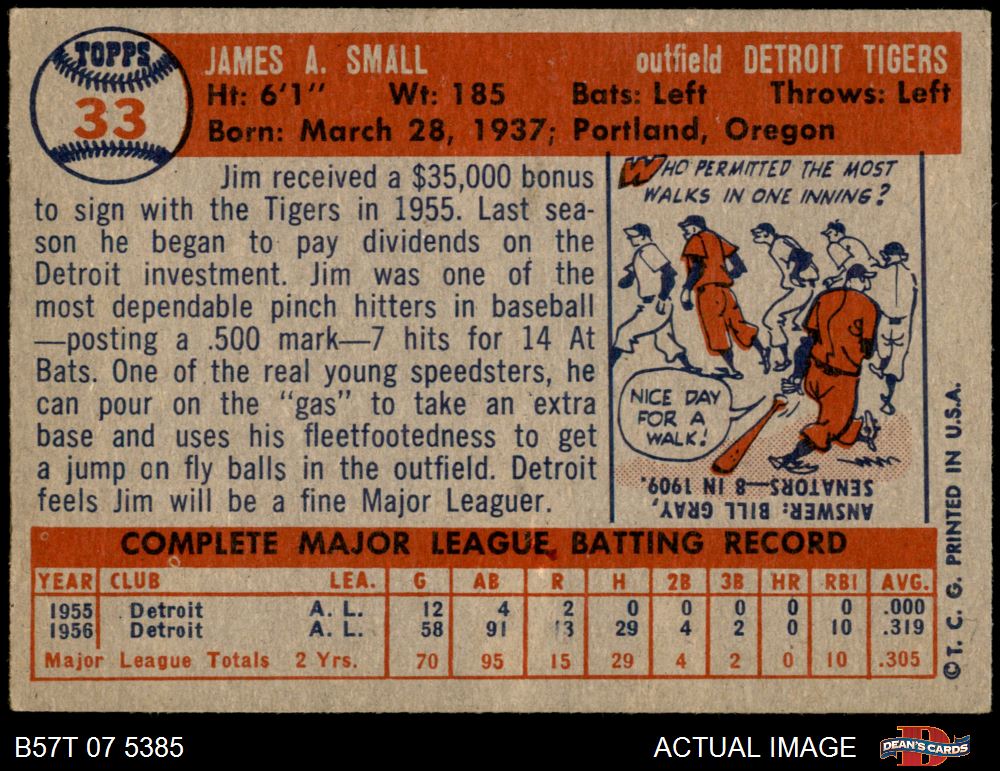 TOPPS
33
JAMES A. SMALL outfield DETROIT TIGERS
Ht: 6'1" Wt: 185 Bats: Left Throws: Left
Born: March 28, 1937; Portland, Oregon
Jim received a $35,000 bonus
to sign with the Tigers in 1955. Last sea-
son he began to pay dividends on the
Detroit investment. Jim was one of the
most dependable pinch hitters in baseball
—posting a .500 mark—7 hits for 14 At
Bats. One of the real young speedsters, he
can pour on the "gas" to take an extra
base and uses his fleetfootedness to get
a jump on fly balls in the outfield. Detroit
feels Jim will be a fine Major Leaguer.
WHO PERMITTED THE MOST
WALKS IN ONE INNING?
NICE DAY
FOR A
WALK!
ANSWER: BILL GRAY,
SENATORS—8 IN 1909.
COMPLETE MAJOR LEAGUE BATTING RECORD
YEAR CLUB LEA. G AB R H 2B 3B HR RBI AVG.
1955 Detroit A. L. 12 4 2 0 0 0 0 0 .000
1956 Detroit A. L. 58 91 13 29 4 2 0 10 .319
Major League Totals 2 Yrs. 70 95 15 29 4 2 0 10 .305
© T. C. G. PRINTED IN U.S.A.
B57T 07 5385 ACTUAL IMAGE DEAN'S CARDS